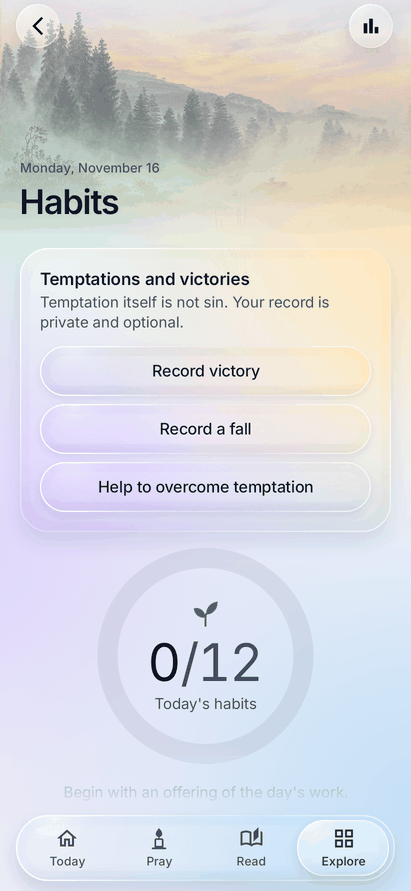 Monday, November 16
Habits
Temptations and victories
Temptation itself is not sin. Your record is
private and optional.
Record victory
Record a fall
Help to overcome temptation
0/12
Today's habits
Begin with an offering of the day's work.
Today
Pray
Read
Explore